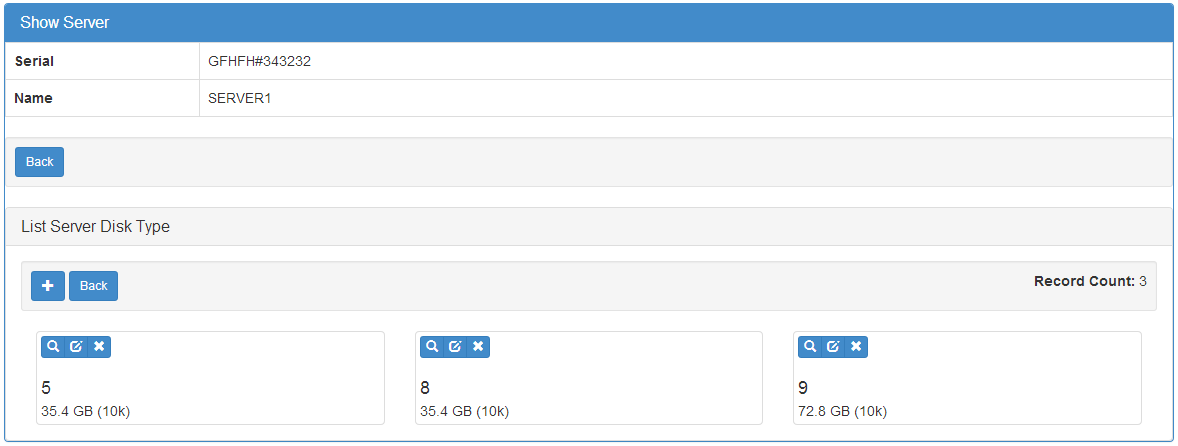 Show Server
Serial GFHFH#343232
Name SERVER1
Back
List Server Disk Type
Back Record Count: 3
5 8 9
35.4 GB (10k) 35.4 GB (10k) 72.8 GB (10k)